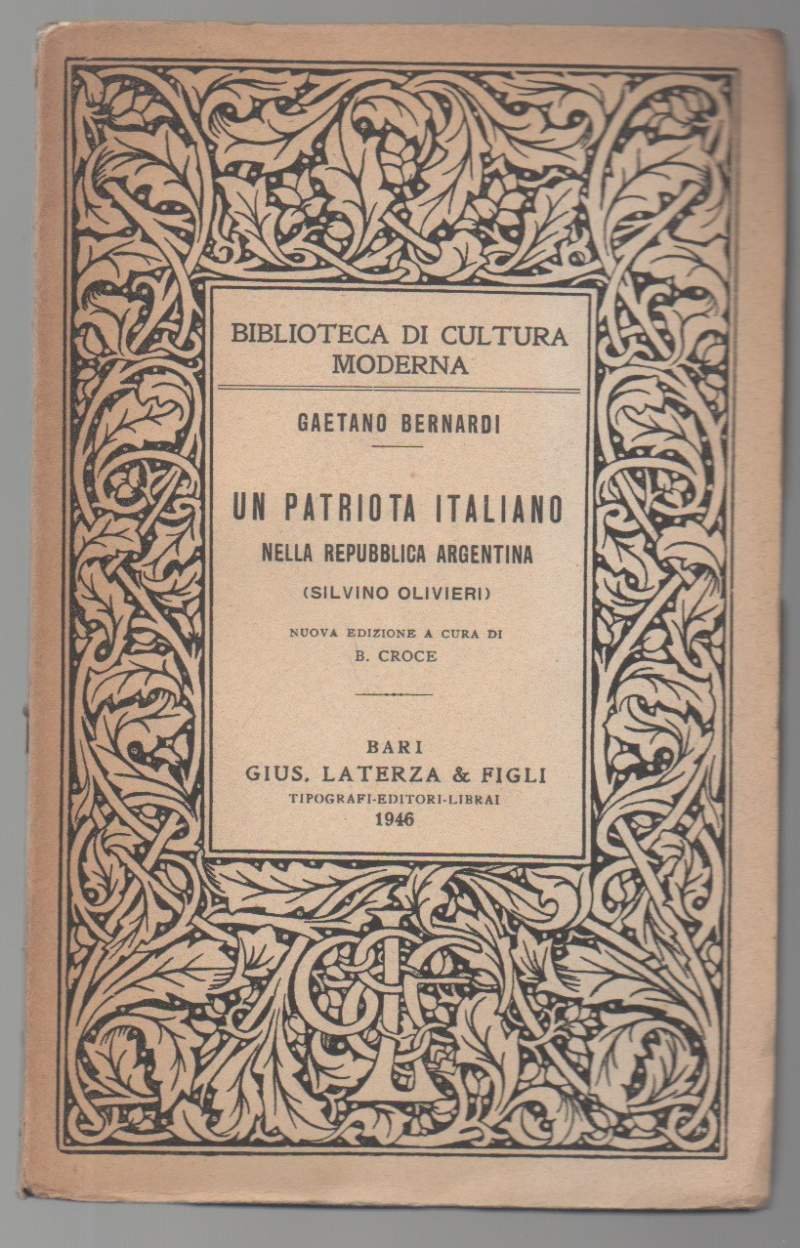 BIBLIOTECA DI CULTURA
MODERNA
GAETANO BERNARDI
UN PATRIOTA ITALIANO
NELLA REPUBBLICA ARGENTINA
(SILVINO OLIVIERI)
NUOVA EDIZIONE A CURA DI
B. CROCE
BARI
GIUS. LATERZA & FIGLI
TIPOGRAFI-EDITORI-LIBRAI
1946